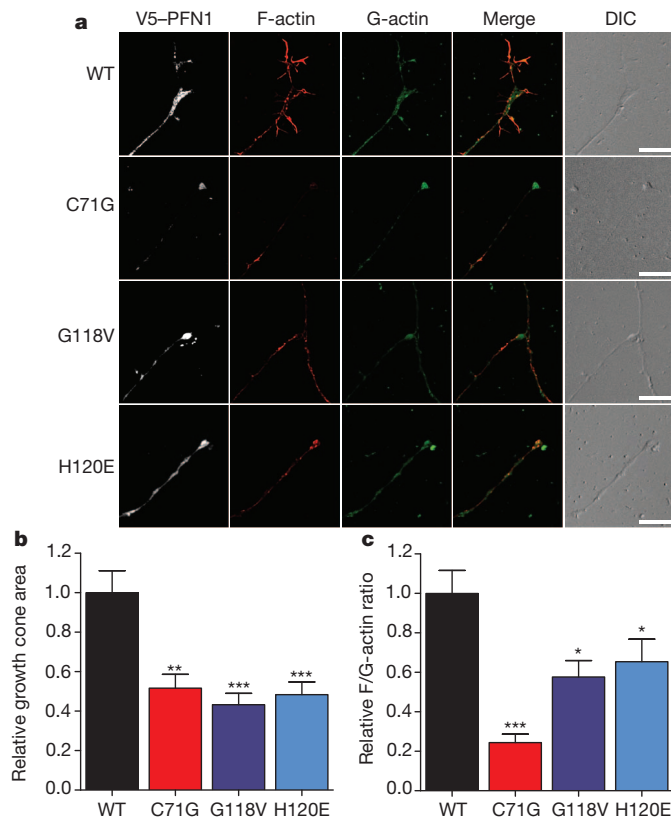 a
V5–PFN1 F-actin G-actin Merge DIC
WT
C71G
G118V
H120E
b
Relative growth cone area
1.2
1.0
0.8
0.6
0.4
0.2
0.0
**
***
***
WT C71G G118V H120E
c
Relative F/G-actin ratio
1.2
1.0
0.8
0.6
0.4
0.2
0.0
***
*
*
WT C71G G118V H120E